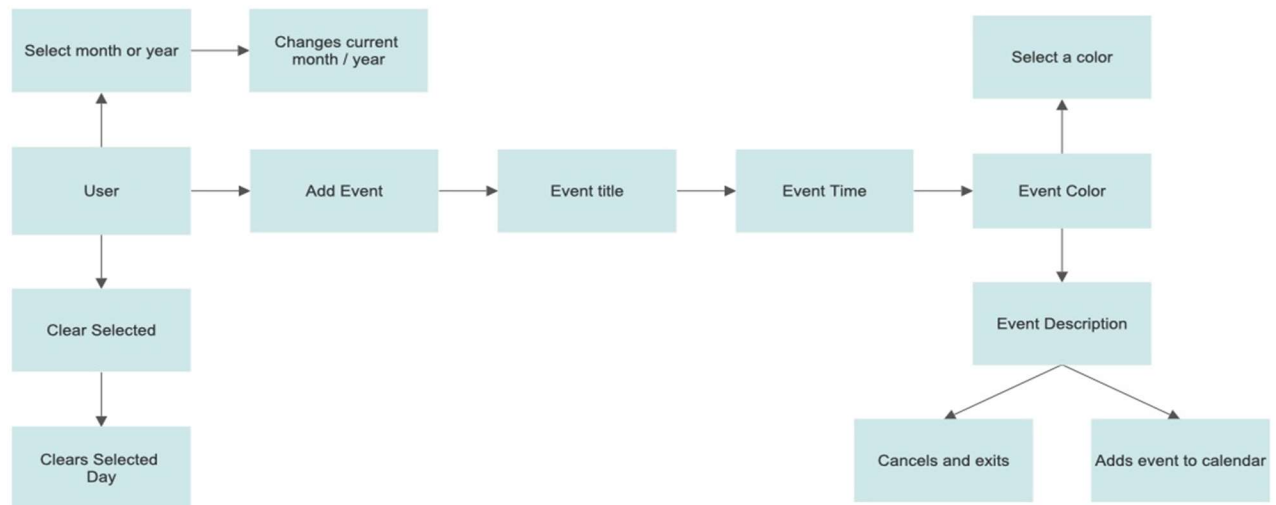 Select month or year
Changes current
month / year
Select a color
User
Add Event
Event title
Event Time
Event Color
Clear Selected
Event Description
Clears Selected
Day
Cancels and exits
Adds event to calendar